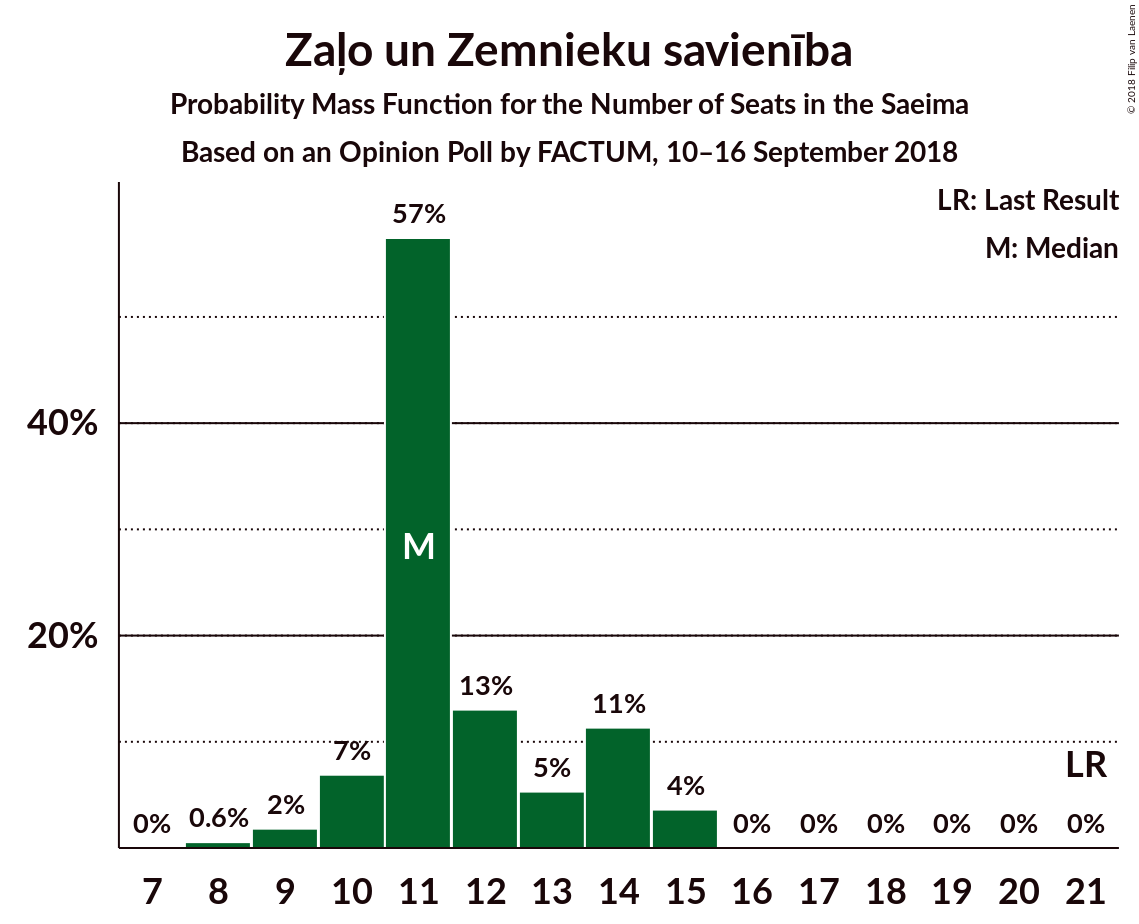 Zaļo un Zemnieku savienība
Probability Mass Function for the Number of Seats in the Saeima
Based on an Opinion Poll by FACTUM, 10–16 September 2018
© 2018 Filip van Laenen
LR: Last Result
M: Median
57%
40%
M
20%
13%
11%
7%
5%
4%
LR
0%
0.6%
2%
0%
0%
0%
0%
0%
0%
7 8 9 10 11 12 13 14 15 16 17 18 19 20 21